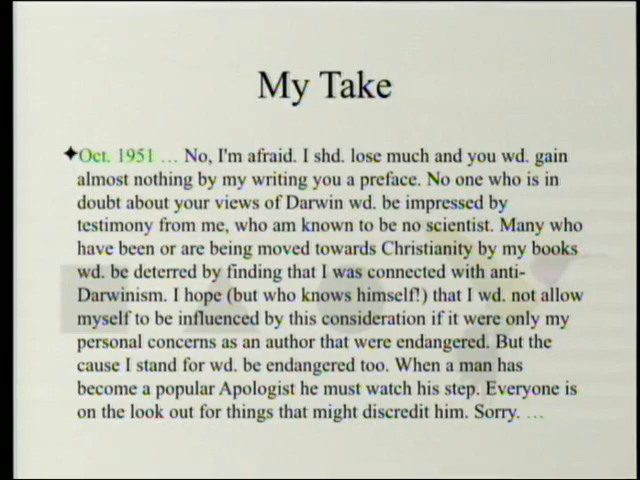 My Take
✦Oct. 1951 … No, I'm afraid. I shd. lose much and you wd. gain
almost nothing by my writing you a preface. No one who is in
doubt about your views of Darwin wd. be impressed by
testimony from me, who am known to be no scientist. Many who
have been or are being moved towards Christianity by my books
wd. be deterred by finding that I was connected with anti-
Darwinism. I hope (but who knows himself!) that I wd. not allow
myself to be influenced by this consideration if it were only my
personal concerns as an author that were endangered. But the
cause I stand for wd. be endangered too. When a man has
become a popular Apologist he must watch his step. Everyone is
on the look out for things that might discredit him. Sorry. …